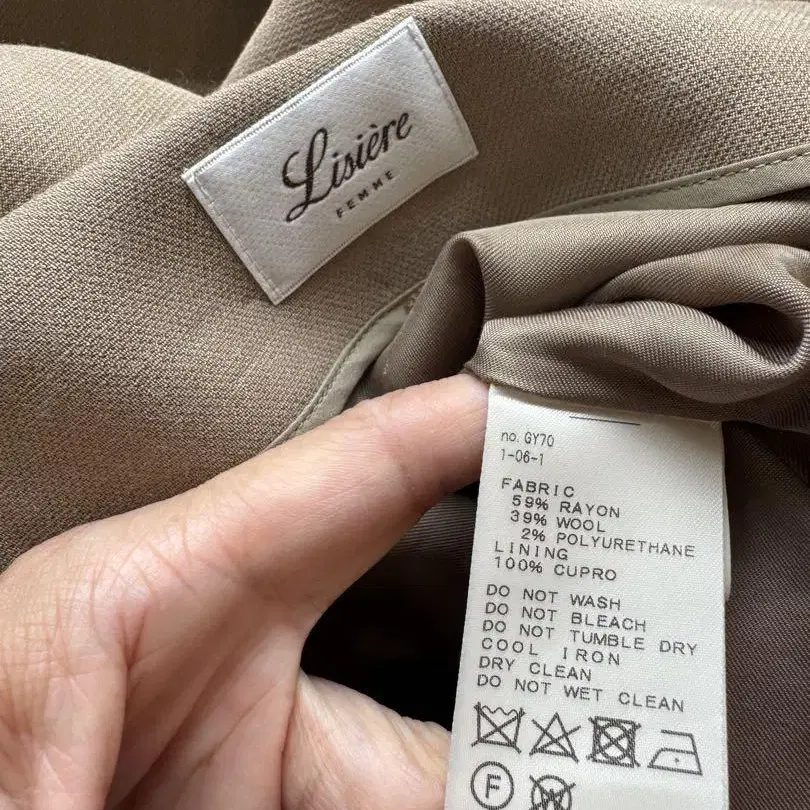 Lisière
FEMME
no. GY70
1-06-1
FABRIC
59% RAYON
39% WOOL
2% POLYURETHANE
LINING
100% CUPRO
DO NOT WASH
DO NOT BLEACH
DO NOT TUMBLE DRY
COOL IRON
DRY CLEAN
DO NOT WET CLEAN
F
W